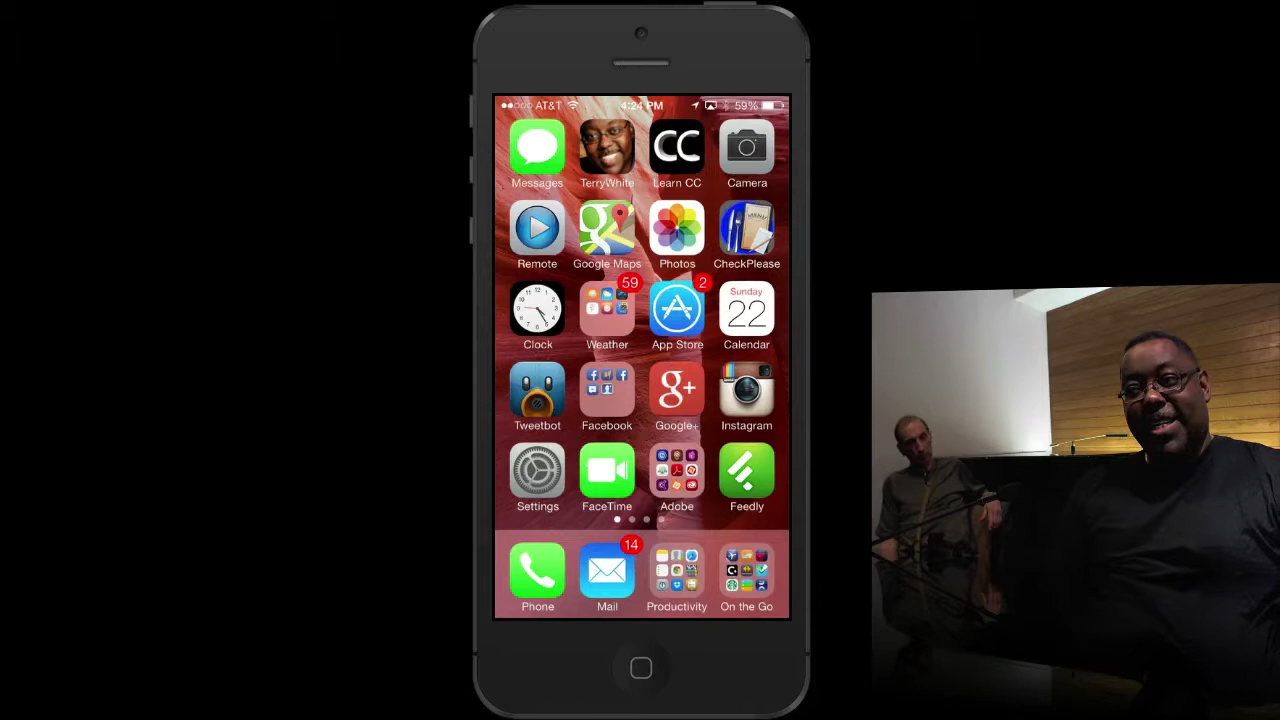 AT&T 4:24 PM 59%
CC
Messages TerryWhite Learn CC Camera
MENU
Remote Google Maps Photos CheckPlease
59 2 Sunday
22
Clock Weather App Store Calendar
g+
Tweetbot Facebook Google+ Instagram
Settings FaceTime Adobe Feedly
14
Phone Mail Productivity On the Go